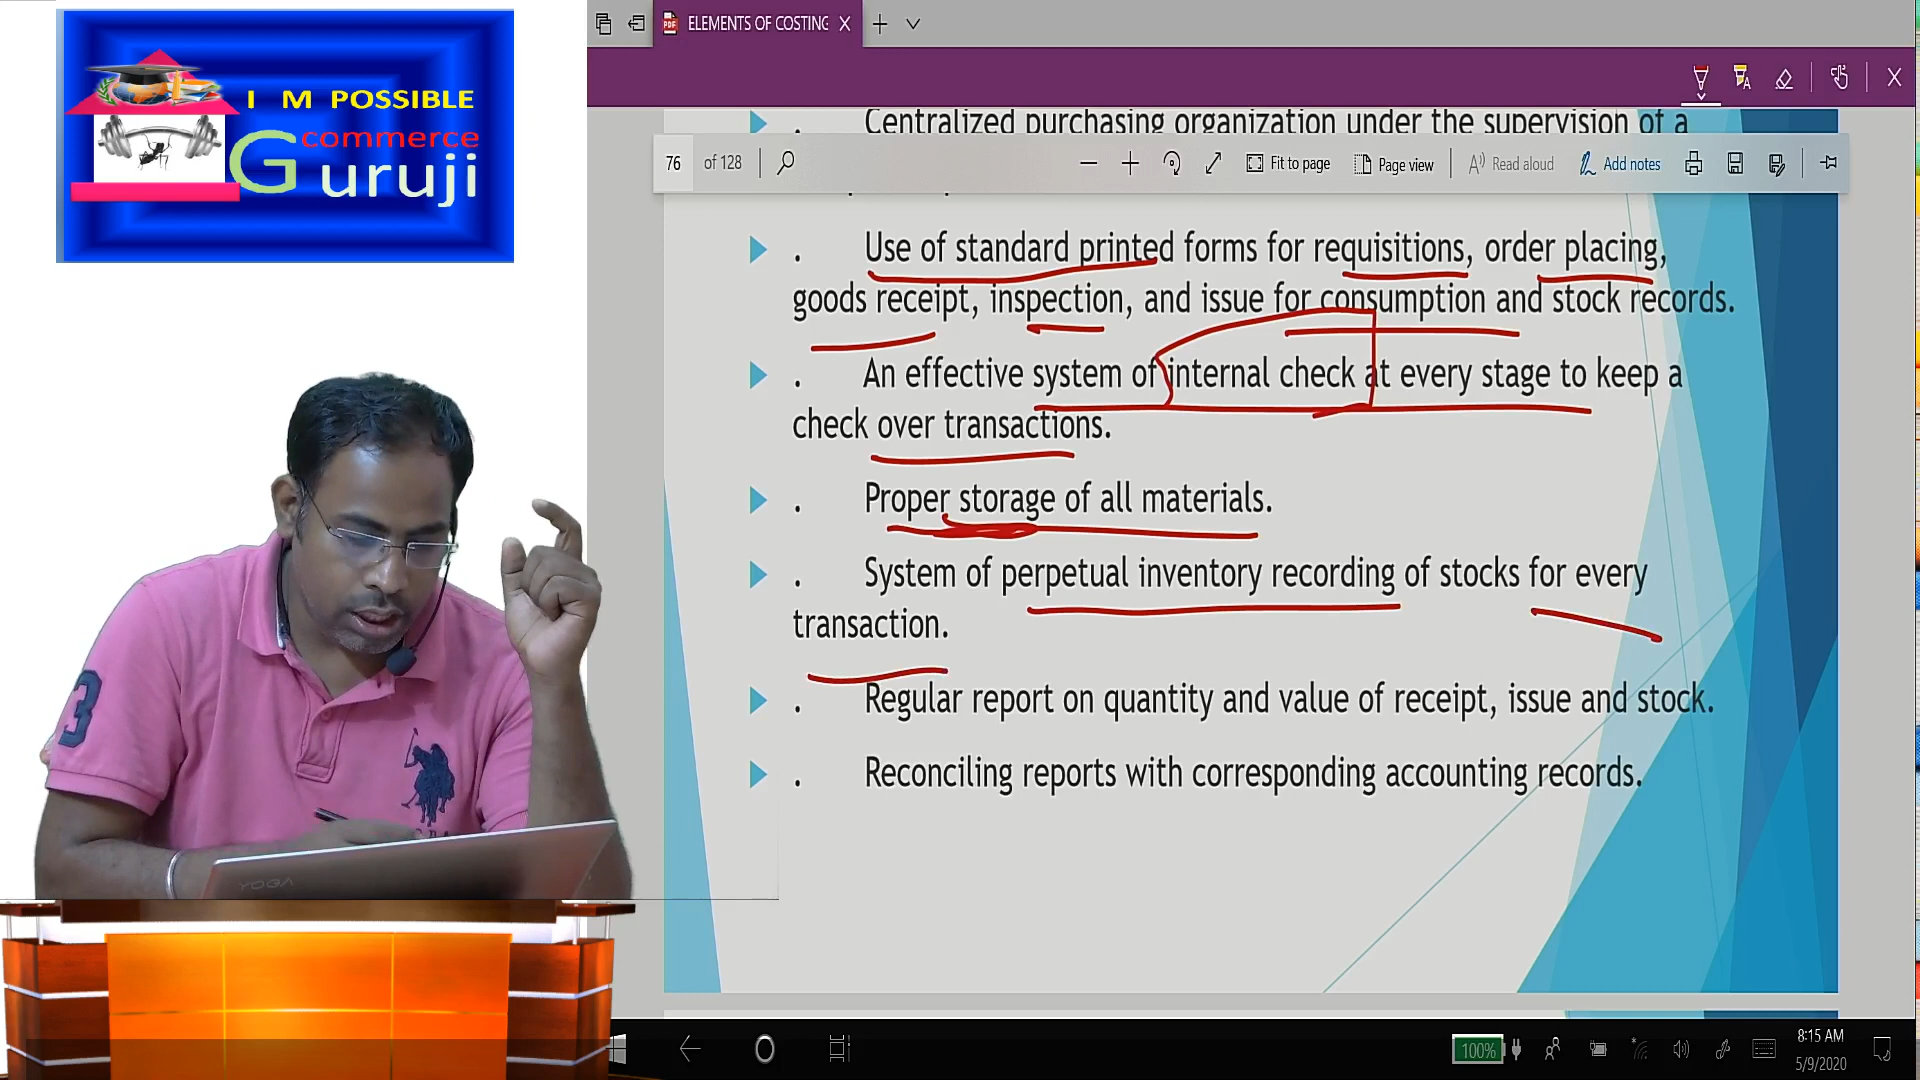 I M POSSIBLE
commerce
Guruji
ELEMENTS OF COSTING
Centralized purchasing organization under the supervision of a
76 of 128
Fit to page
Page view
Read aloud
Add notes
. Use of standard printed forms for requisitions, order placing,
goods receipt, inspection, and issue for consumption and stock records.
. An effective system of internal check at every stage to keep a
check over transactions.
. Proper storage of all materials.
. System of perpetual inventory recording of stocks for every
transaction.
. Regular report on quantity and value of receipt, issue and stock.
. Reconciling reports with corresponding accounting records.
3
YOGA
100%
8:15 AM
5/9/2020